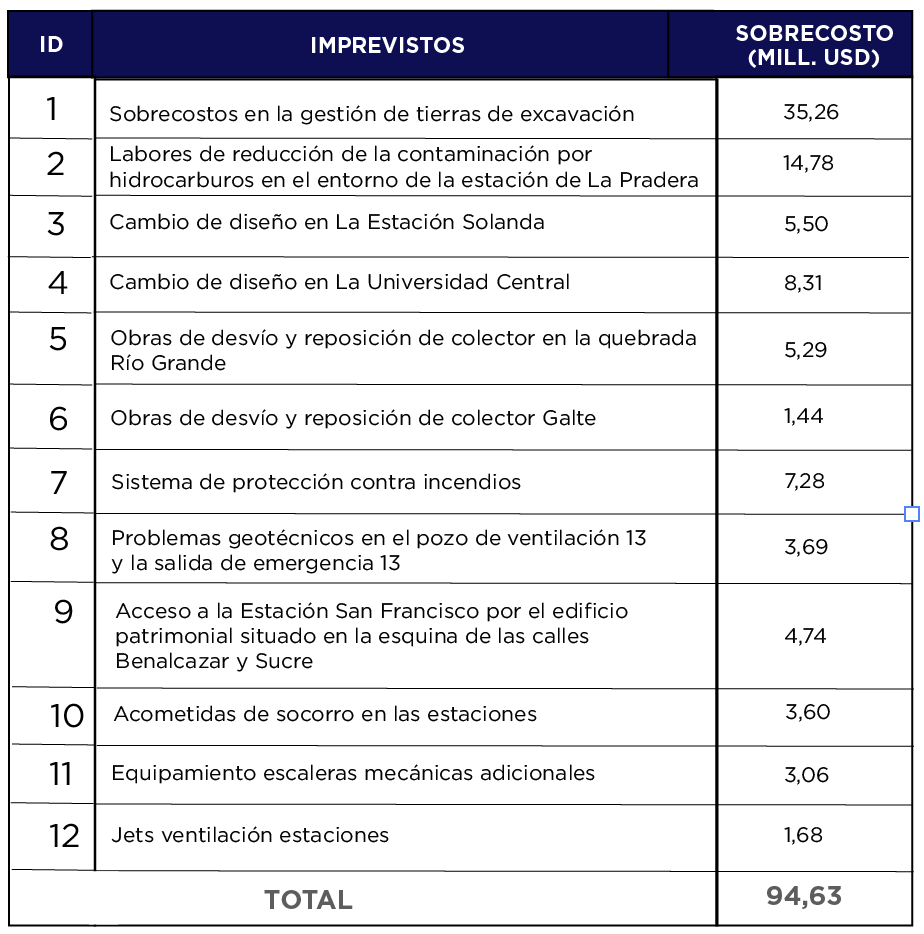 ID IMPREVISTOS SOBRECOSTO
(MILL. USD)
1 Sobrecostos en la gestión de tierras de excavación 35,26
2 Labores de reducción de la contaminación por
hidrocarburos en el entorno de la estación de La Pradera 14,78
3 Cambio de diseño en La Estación Solanda 5,50
4 Cambio de diseño en La Universidad Central 8,31
5 Obras de desvío y reposición de colector en la quebrada
Río Grande 5,29
6 Obras de desvío y reposición de colector Galte 1,44
7 Sistema de protección contra incendios 7,28
8 Problemas geotécnicos en el pozo de ventilación 13
y la salida de emergencia 13 3,69
9 Acceso a la Estación San Francisco por el edificio
patrimonial situado en la esquina de las calles 4,74
Benalcazar y Sucre
10 Acometidas de socorro en las estaciones 3,60
11 Equipamiento escaleras mecánicas adicionales 3,06
12 Jets ventilación estaciones 1,68
TOTAL 94,63